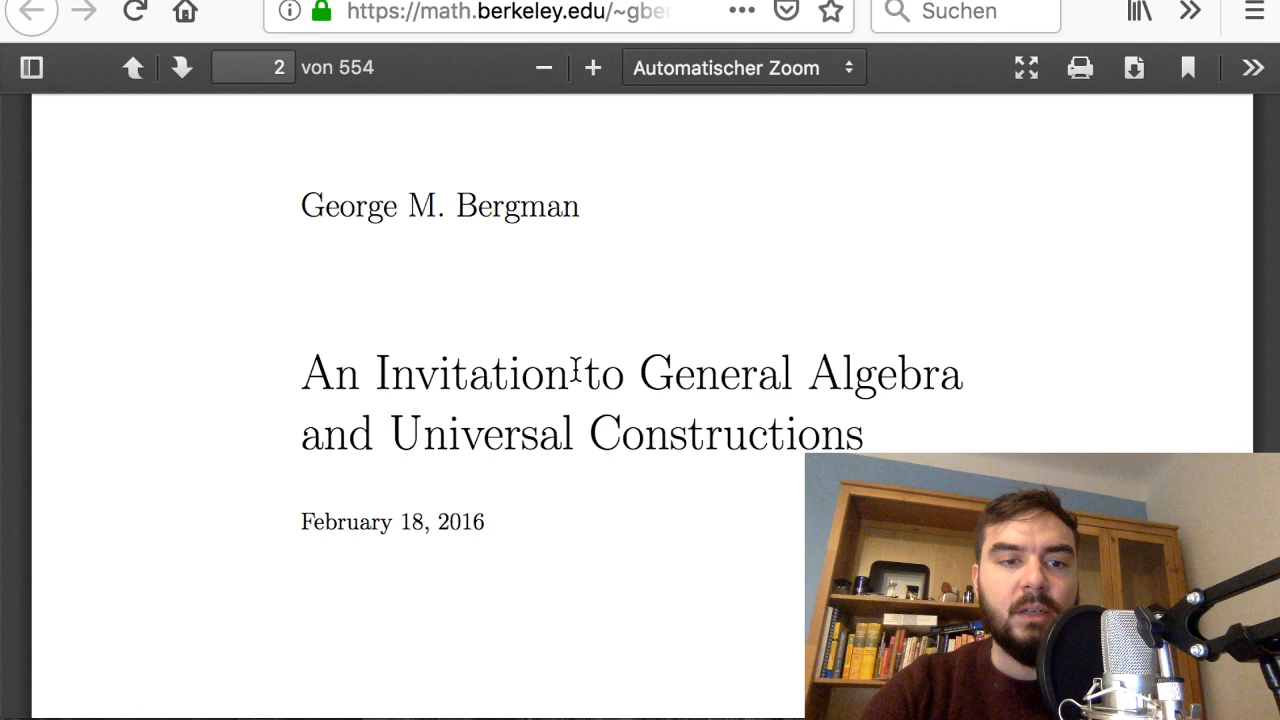 https://math.berkeley.edu/~gber
Suchen
2 von 554
Automatischer Zoom
George M. Bergman
An Invitation to General Algebra
and Universal Constructions
February 18, 2016